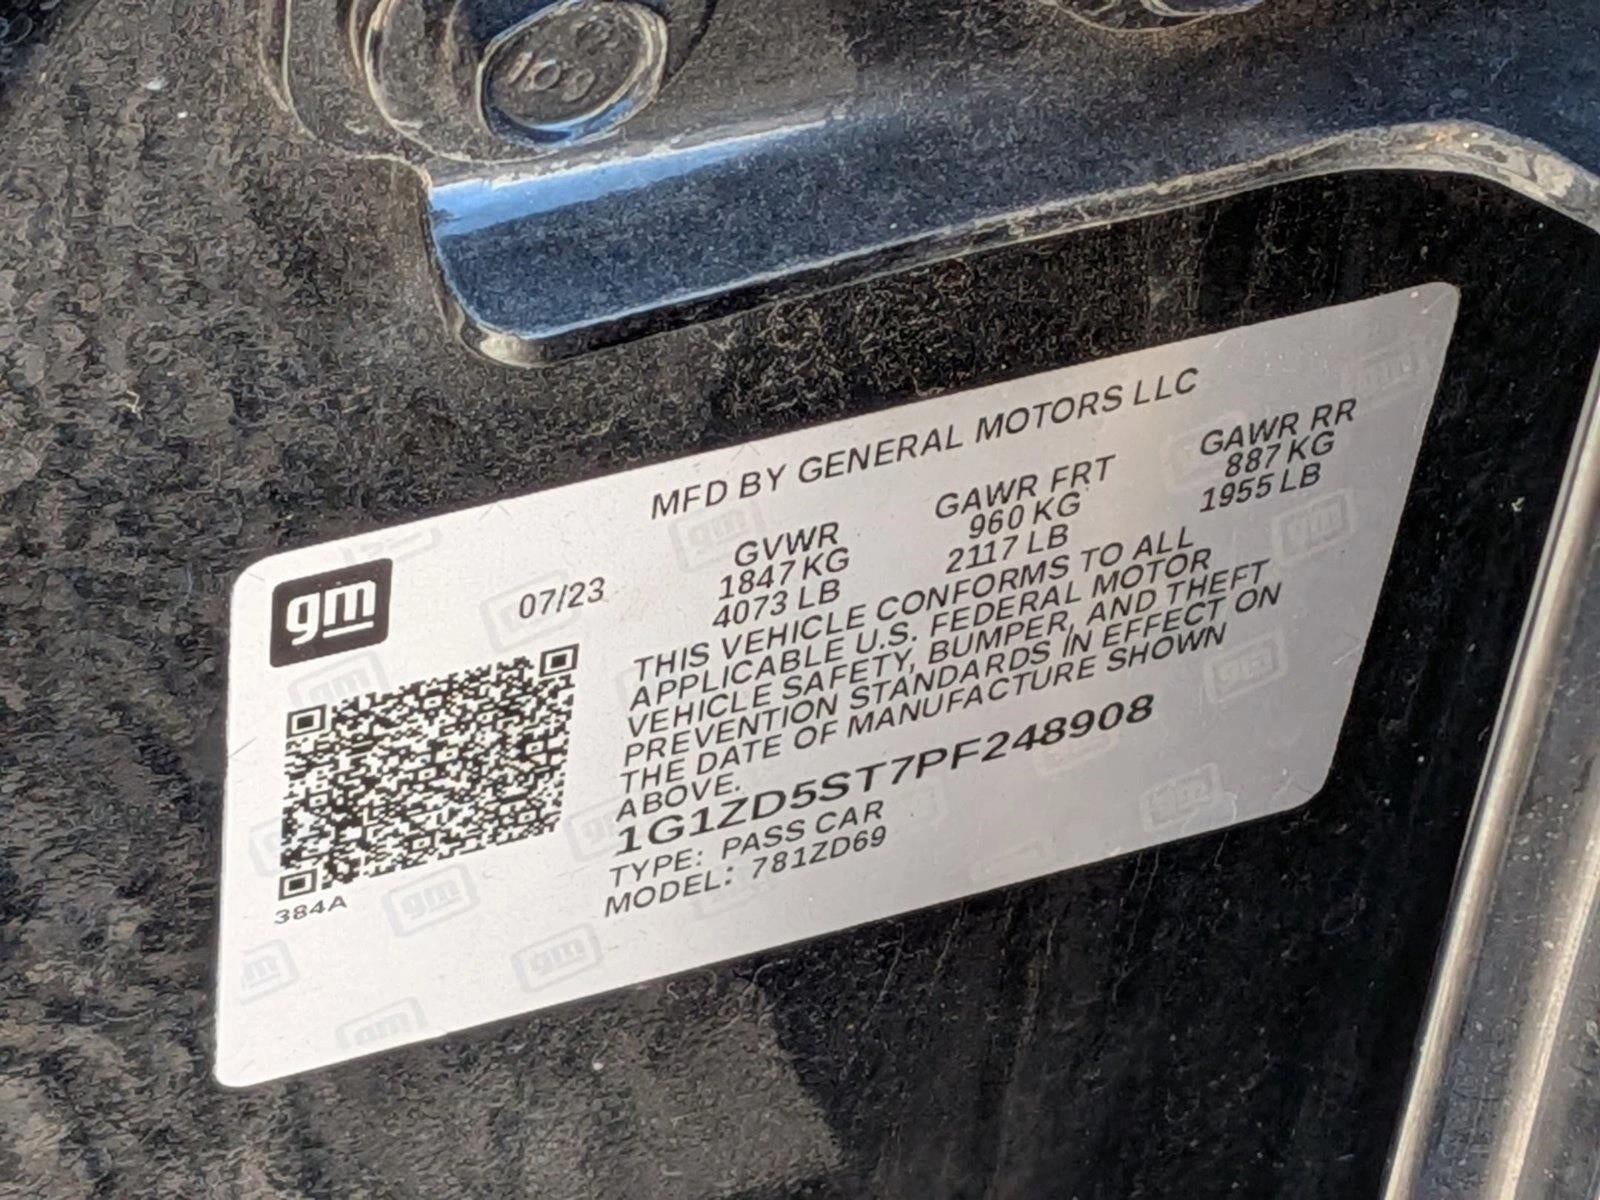 MFD BY GENERAL MOTORS LLC
gm
07/23
GVWR GAWR FRT GAWR RR
1847 KG 960 KG 887 KG
4073 LB 2117 LB 1955 LB
THIS VEHICLE CONFORMS TO ALL
APPLICABLE U.S. FEDERAL MOTOR
VEHICLE SAFETY, BUMPER, AND THEFT
PREVENTION STANDARDS IN EFFECT ON
THE DATE OF MANUFACTURE SHOWN
ABOVE.
1G1ZD5ST7PF248908
TYPE: PASS CAR
MODEL: 781ZD69
384A